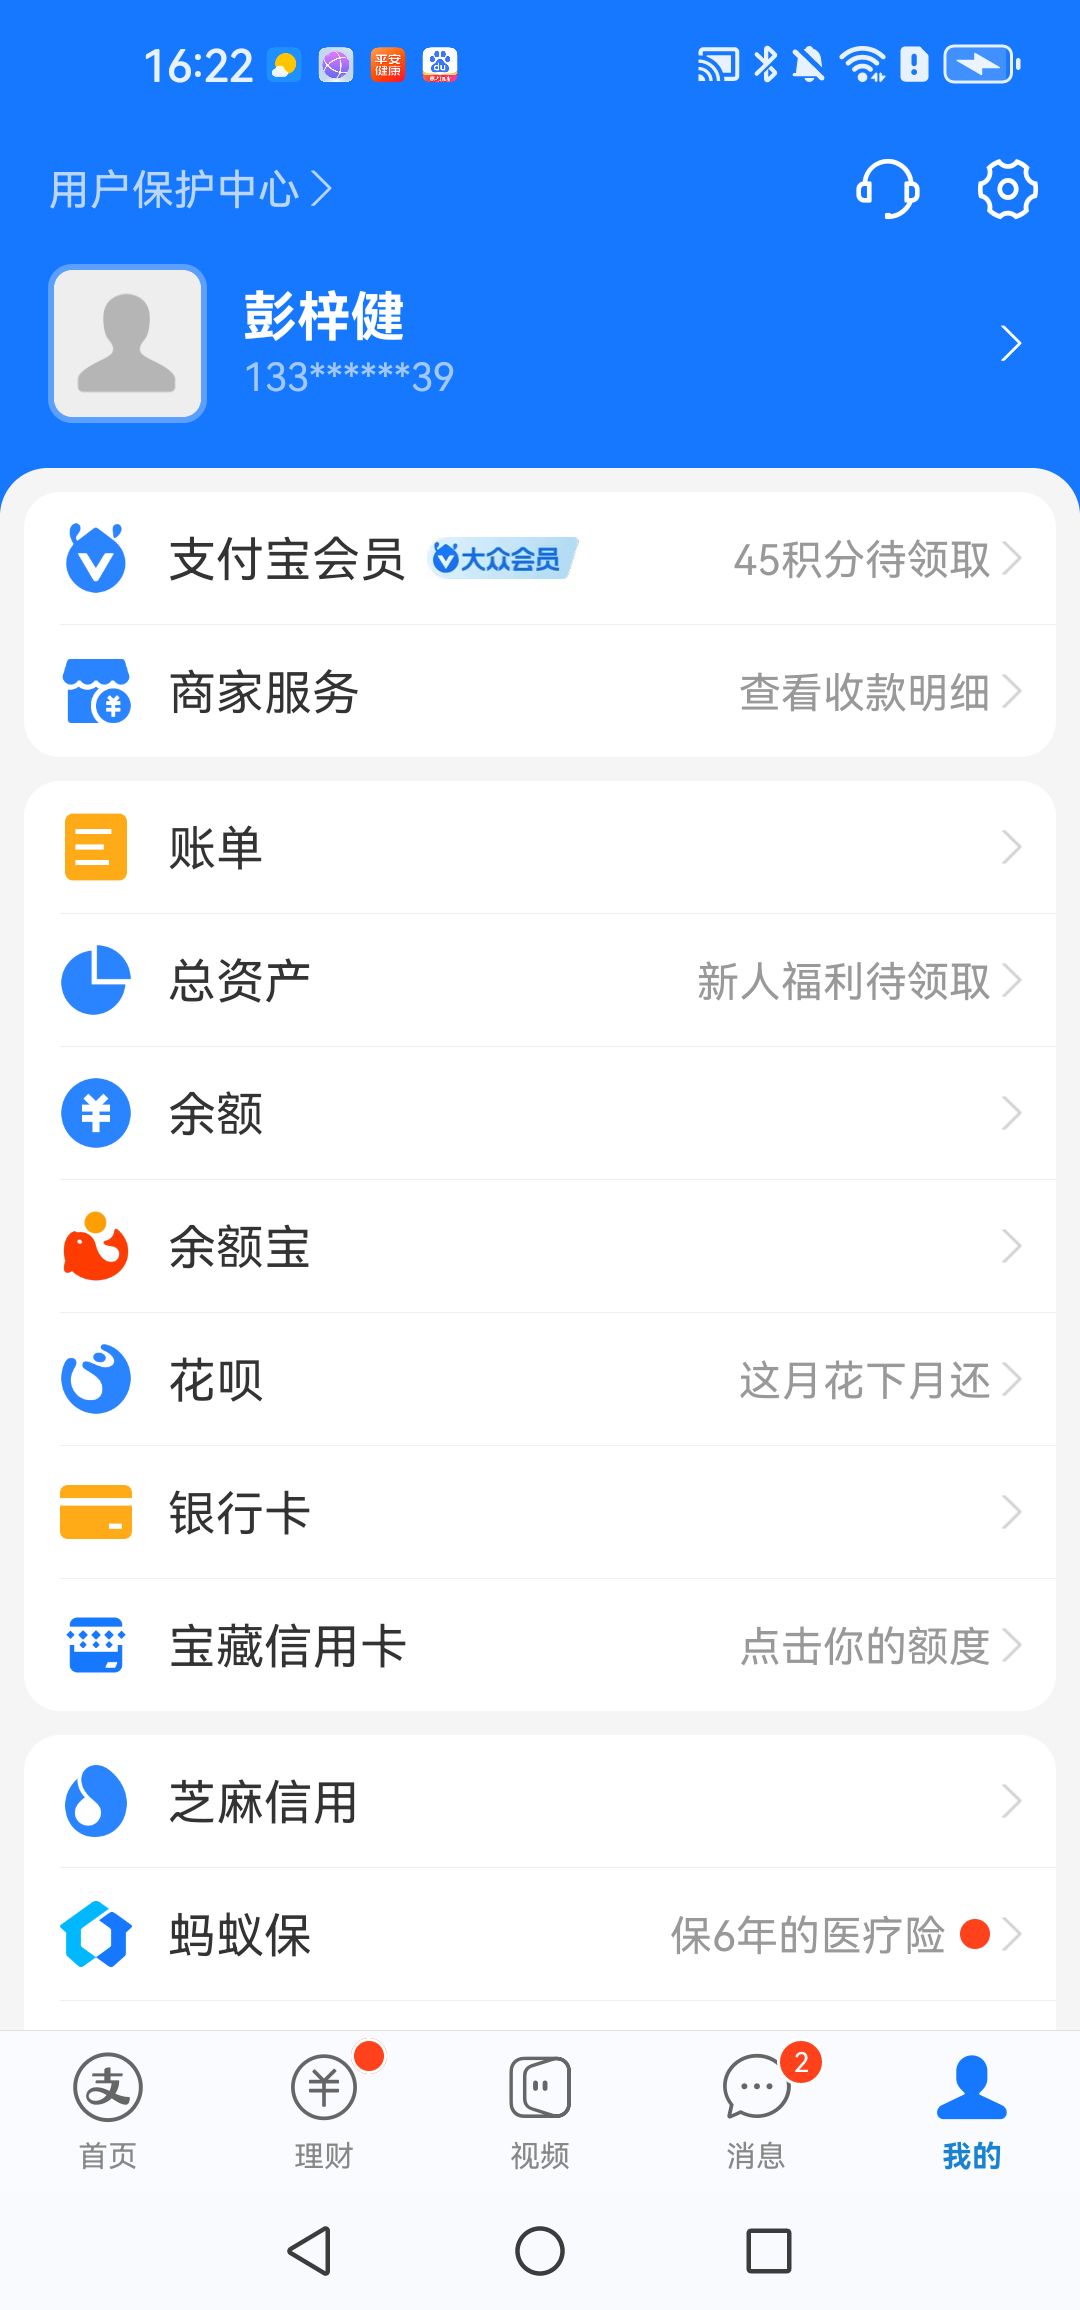 16:22
平安
健康
du
用户保护中心
彭梓健
133******39
支付宝会员 大众会员 45积分待领取
商家服务 查看收款明细
账单
总资产 新人福利待领取
余额
余额宝
花呗 这月花下月还
银行卡
宝藏信用卡 点击你的额度
芝麻信用
蚂蚁保 保6年的医疗险
2
首页 理财 视频 消息 我的